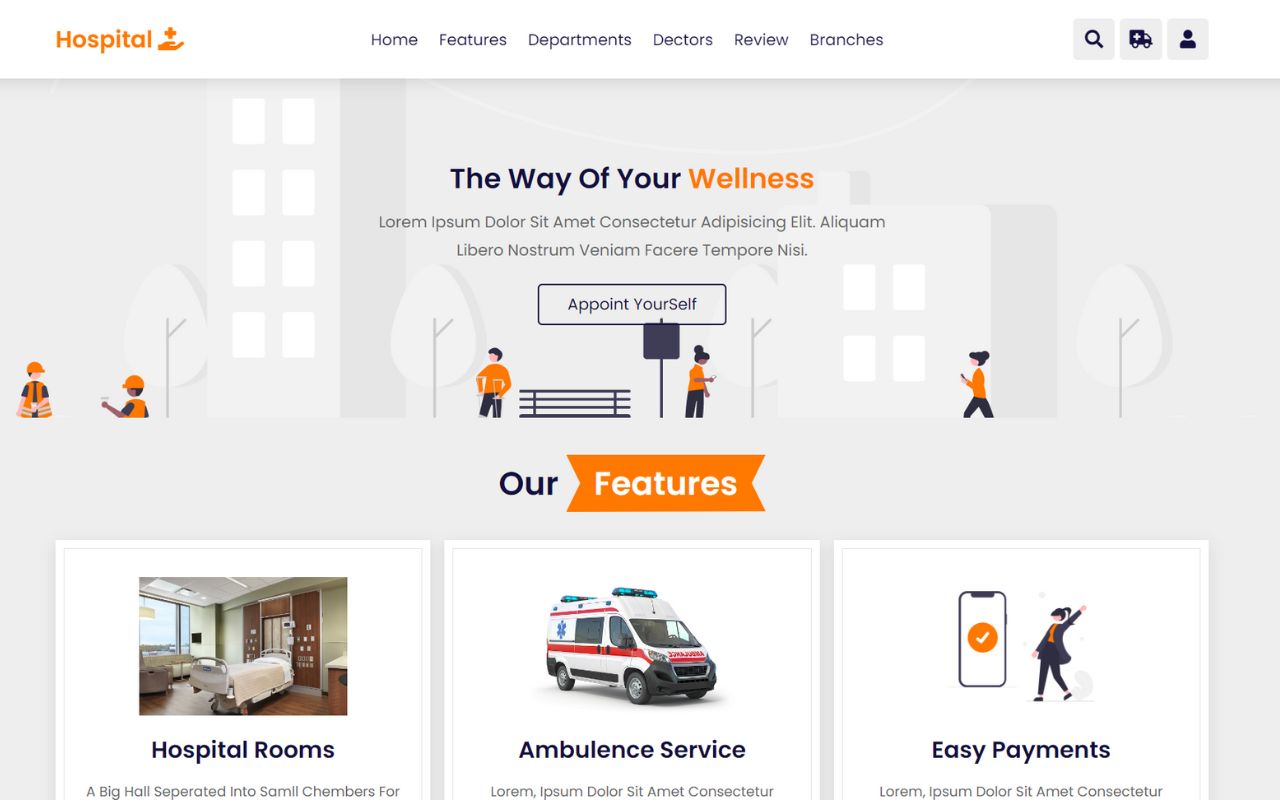 Hospital
Home Features Departments Dectors Review Branches
The Way Of Your Wellness
Lorem Ipsum Dolor Sit Amet Consectetur Adipisicing Elit. Aliquam
Libero Nostrum Veniam Facere Tempore Nisi.
Appoint YourSelf
Our Features
Hospital Rooms
Ambulence Service
Easy Payments
A Big Hall Seperated Into Samll Chembers For
Lorem, Ipsum Dolor Sit Amet Consectetur
Lorem, Ipsum Dolor Sit Amet Consectetur